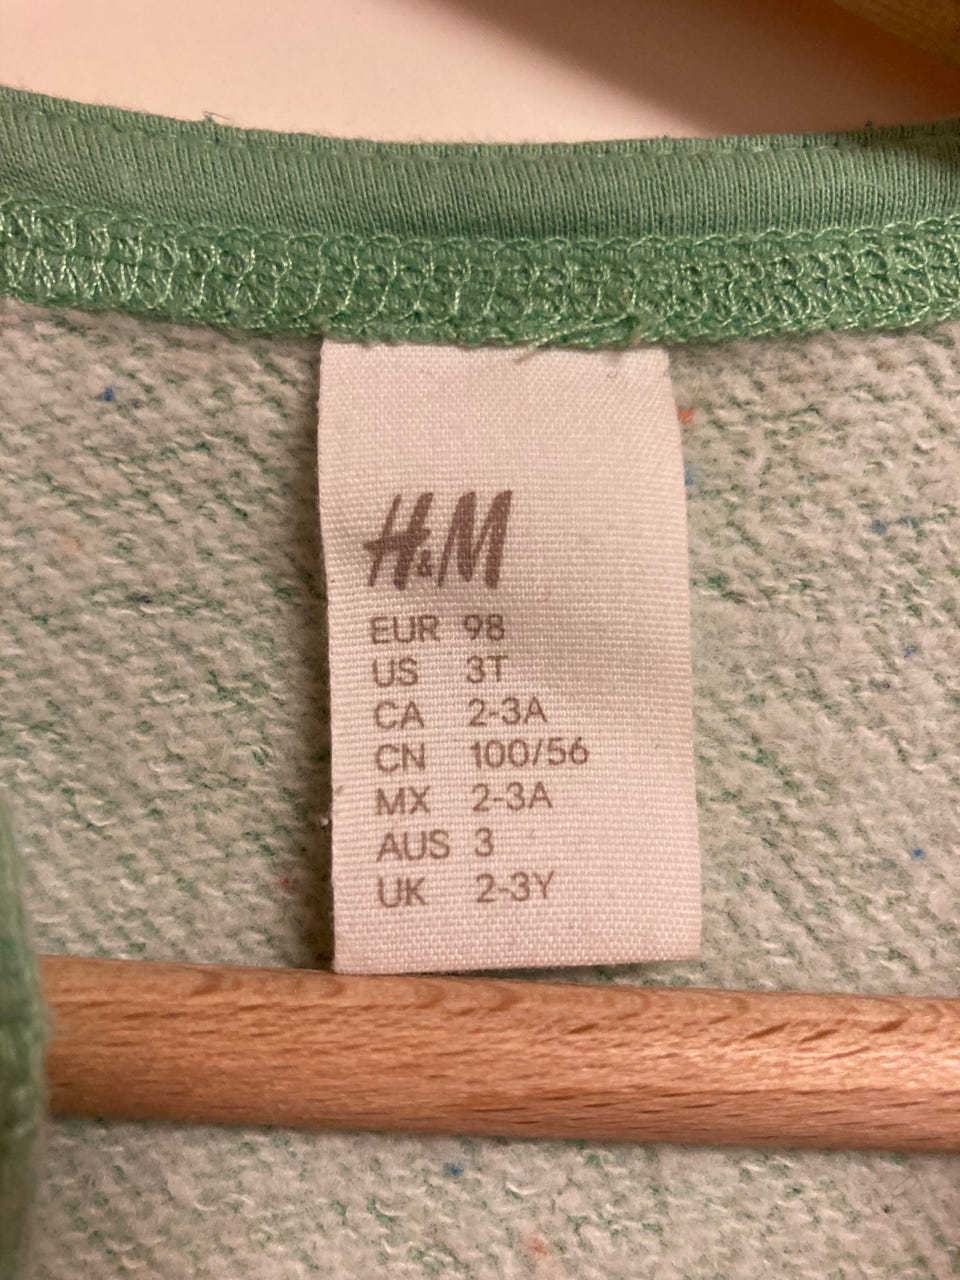 H&M
EUR 98
US 3T
CA 2-3A
CN 100/56
MX 2-3A
AUS 3
UK 2-3Y